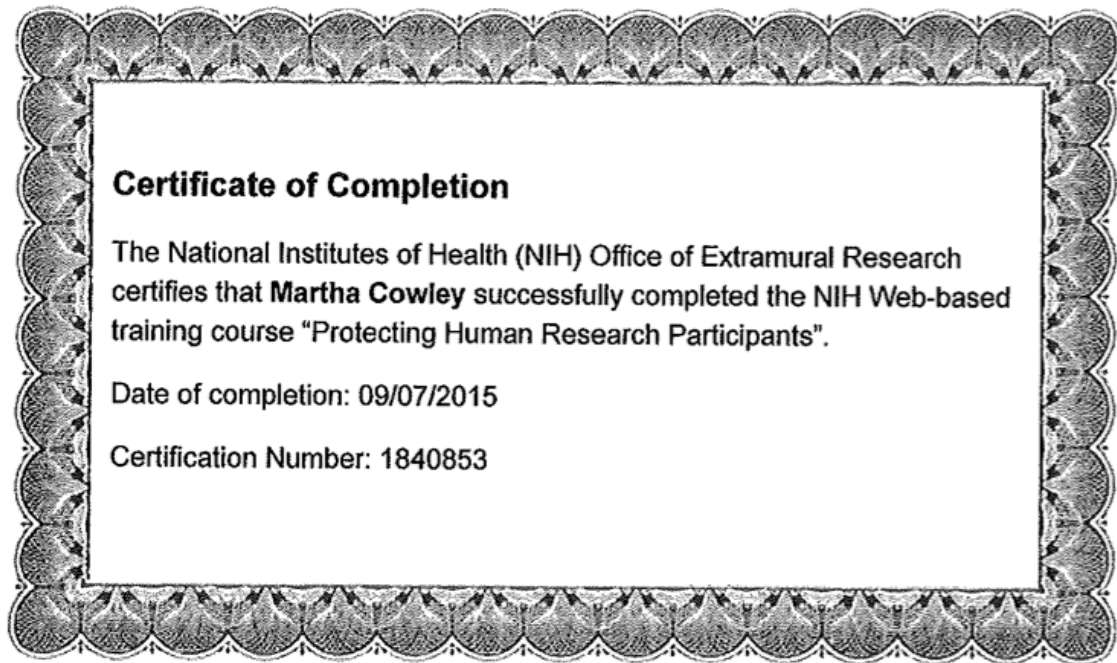 Certificate of Completion
The National Institutes of Health (NIH) Office of Extramural Research
certifies that Martha Cowley successfully completed the NIH Web-based
training course “Protecting Human Research Participants".
Date of completion: 09/07/2015
Certification Number: 1840853